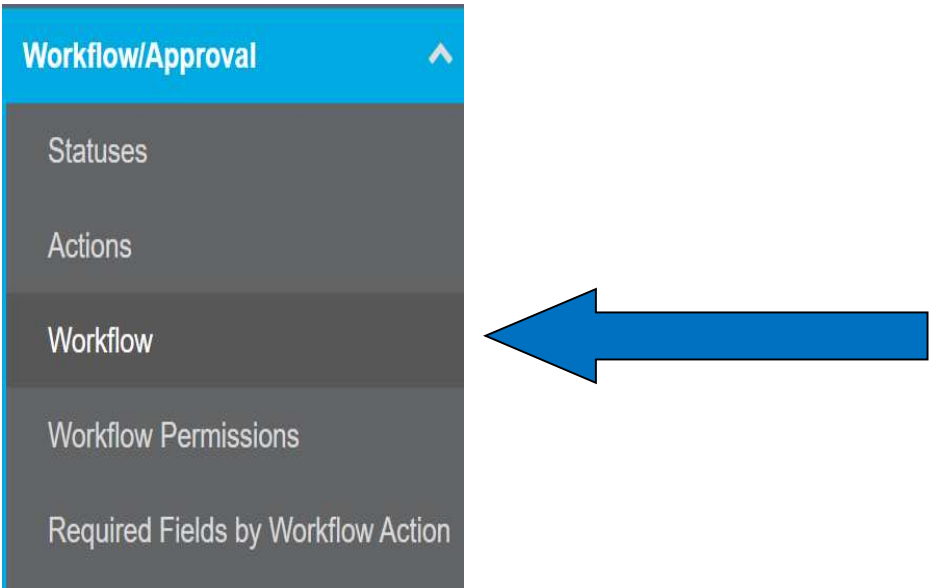 Workflow/Approval
Statuses
Actions
Workflow
Workflow Permissions
Required Fields by Workflow Action